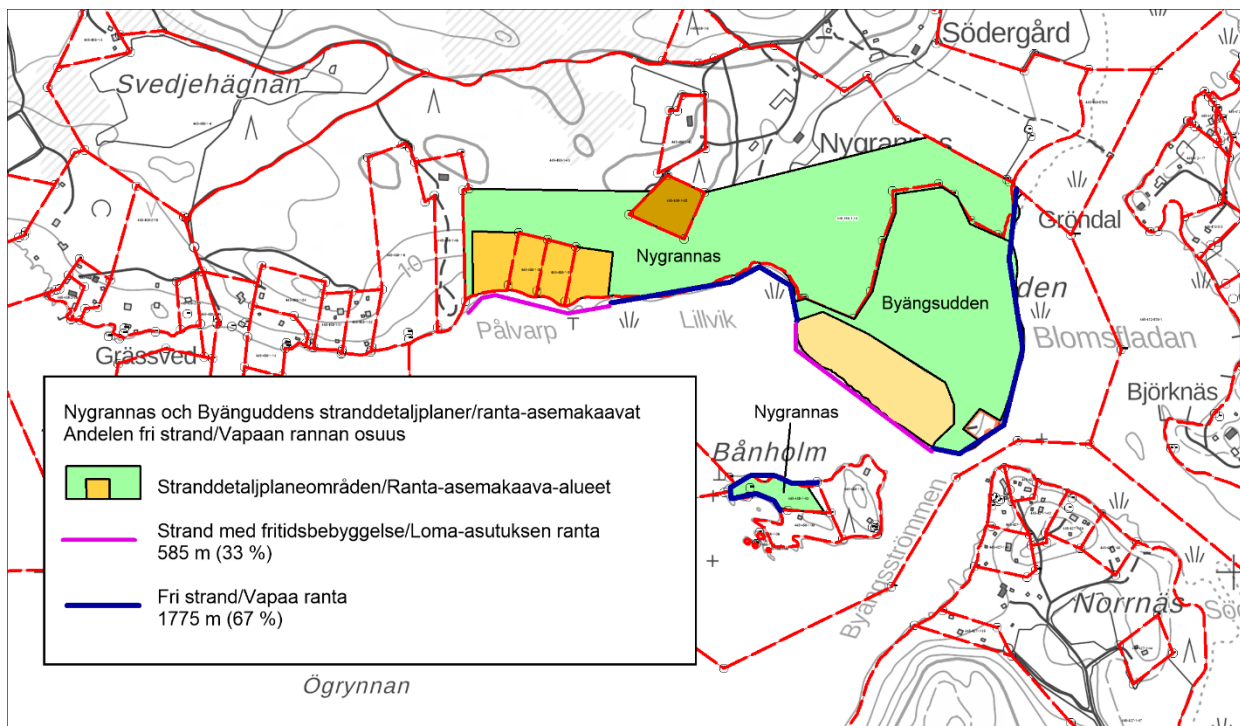 Södergård
Svedjehägnan
Nygrannas
Gröndal
Nygrannas
Byängsudden
den
10
Pålvarp
Lillvik
Blomsfladan
Grässved
Björknäs
Nygrannas och Byänguddens stranddetaljplaner/ranta-asemakaavat
Andelen fri strand/Vapaan rannan osuus
Stranddetaljplaneområden/Ranta-asemakaava-alueet
Strand med fritidsbebyggelse/Loma-asutuksen ranta
585 m (33 %)
Fri strand/Vapaa ranta
1775 m (67 %)
Nygrannas
Bånholm
Byängsströmmen
Norrnäs
Ögrynnan